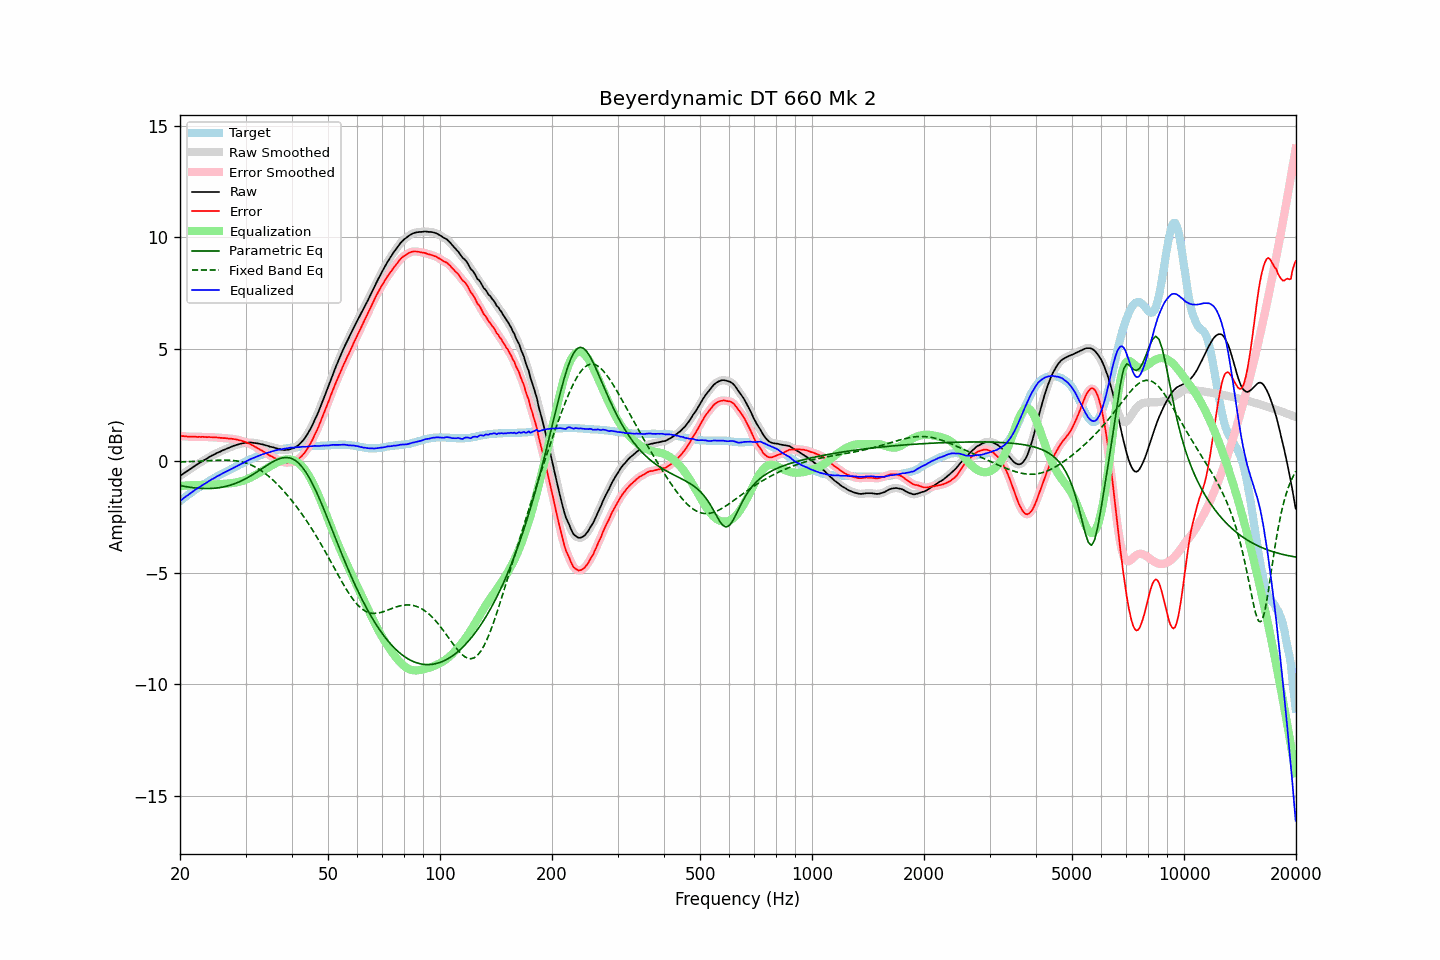 Beyerdynamic DT 660 Mk 2
Target
Raw Smoothed
Error Smoothed
Raw
Error
Equalization
Parametric Eq
Fixed Band Eq
Equalized
15
10
5
0
−5
−10
−15
Amplitude (dBr)
20
50
100
200
500
1000
2000
5000
10000
20000
Frequency (Hz)